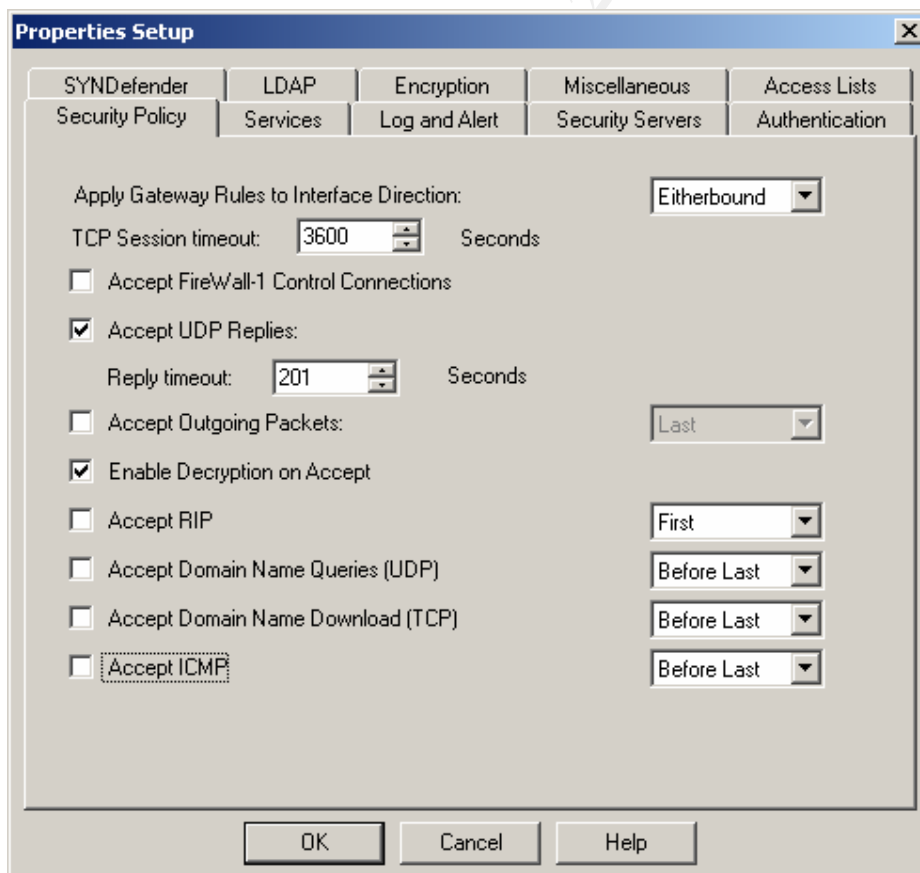 Properties Setup
SYNDefender LDAP Encryption Miscellaneous Access Lists
Security Policy Services Log and Alert Security Servers Authentication
Apply Gateway Rules to Interface Direction: Eitherbound
TCP Session timeout: 3600 Seconds
Accept FireWall-1 Control Connections
Accept UDP Replies:
Reply timeout: 201 Seconds
Accept Outgoing Packets: Last
Enable Decryption on Accept
Accept RIP First
Accept Domain Name Queries (UDP) Before Last
Accept Domain Name Download (TCP) Before Last
Accept ICMP Before Last
OK Cancel Help